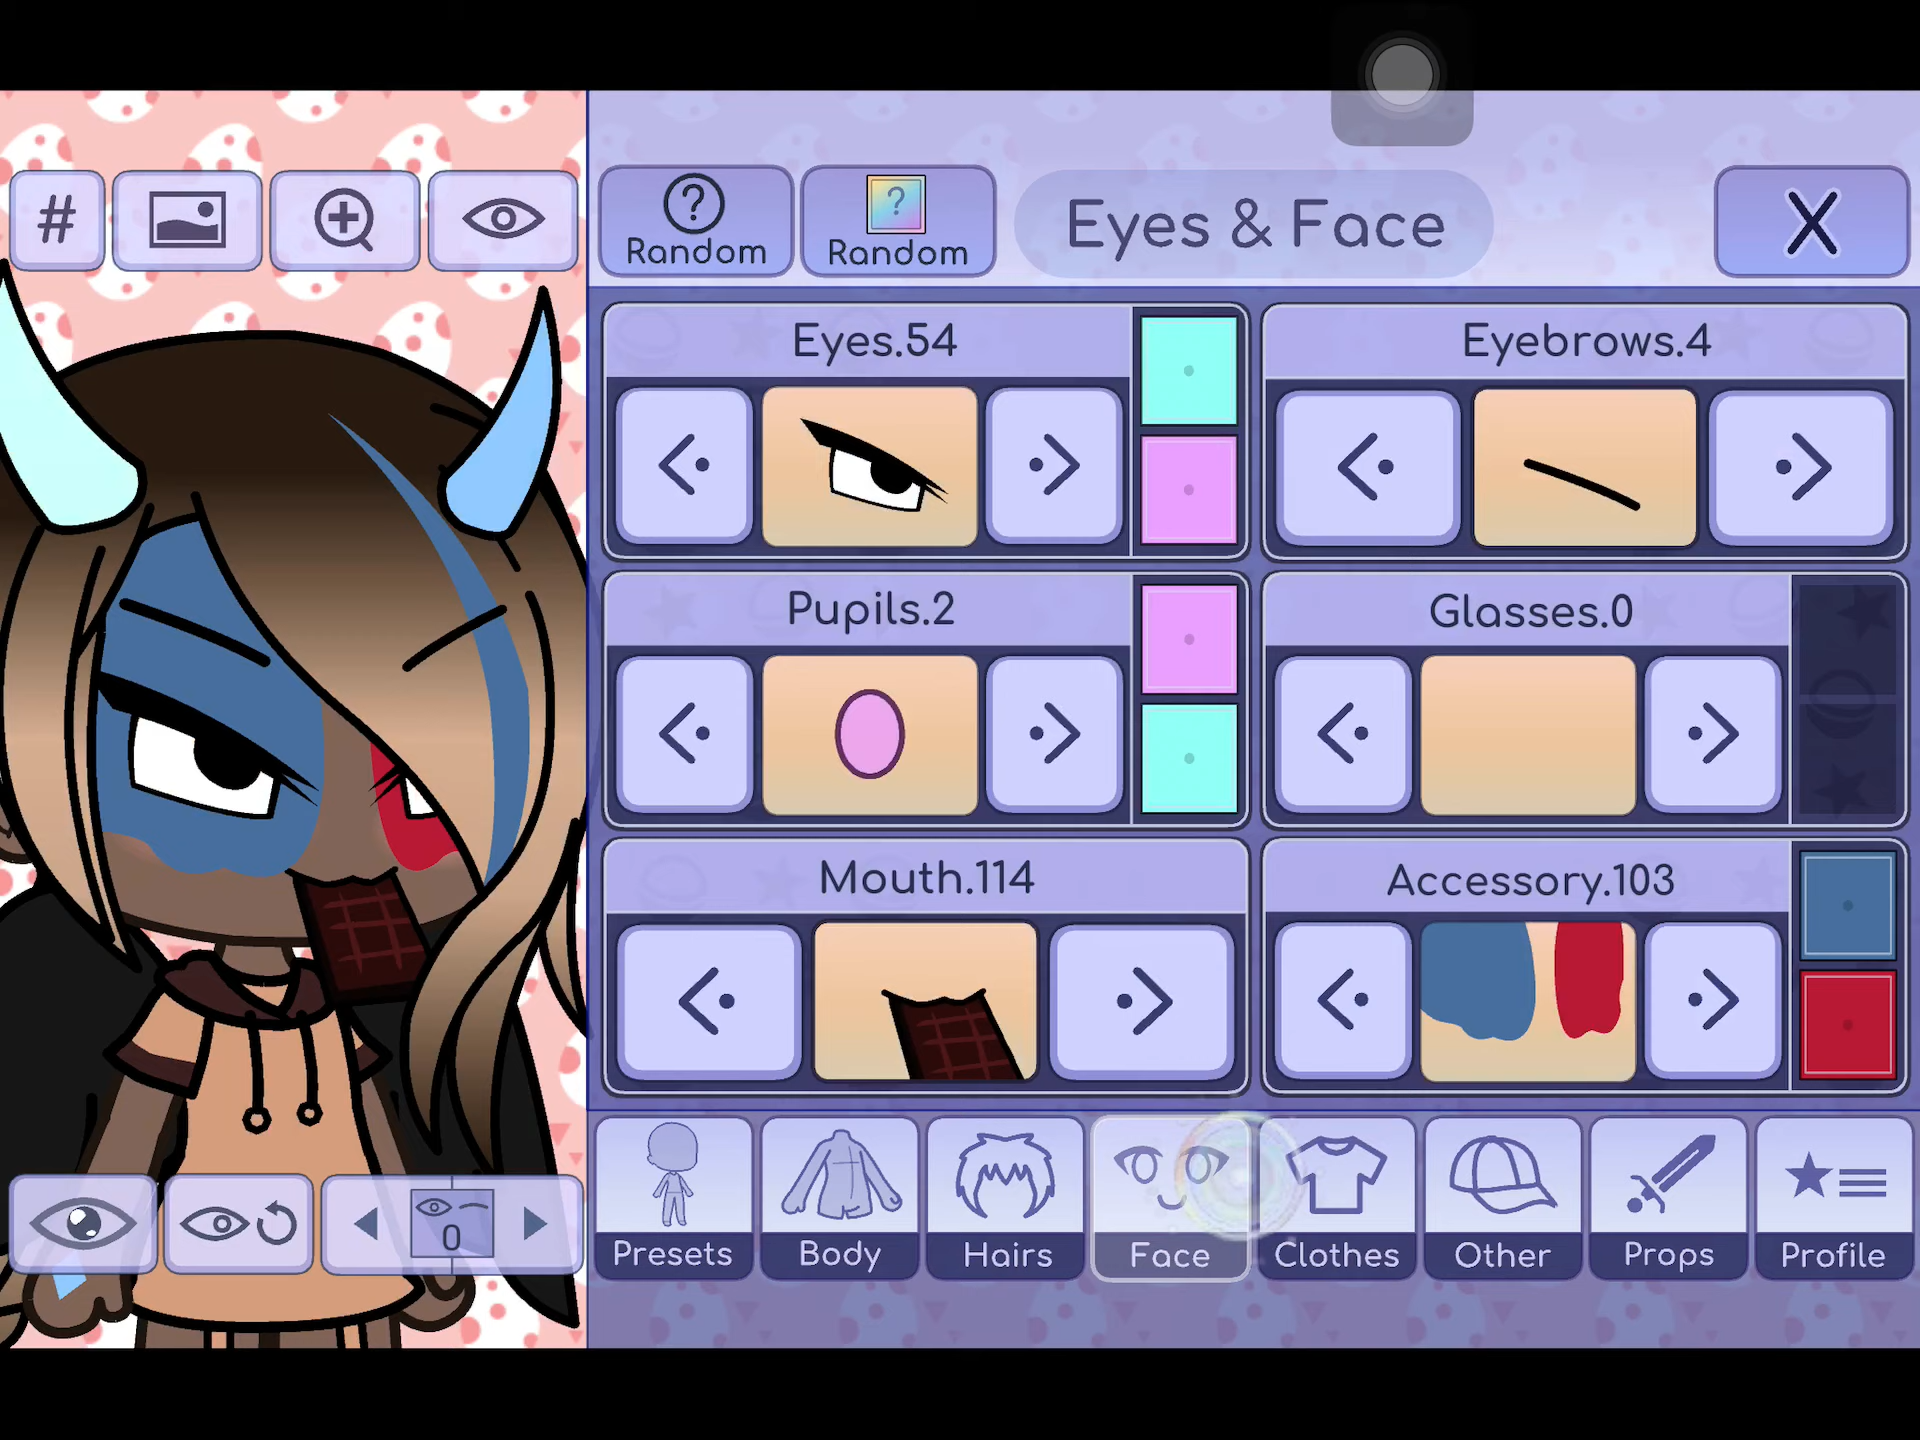 #
?
Random
?
Random
Eyes & Face
X
Eyes.54
Eyebrows.4
Pupils.2
Glasses.0
Mouth.114
Accessory.103
0
Presets
Body
Hairs
Face
Clothes
Other
Props
Profile